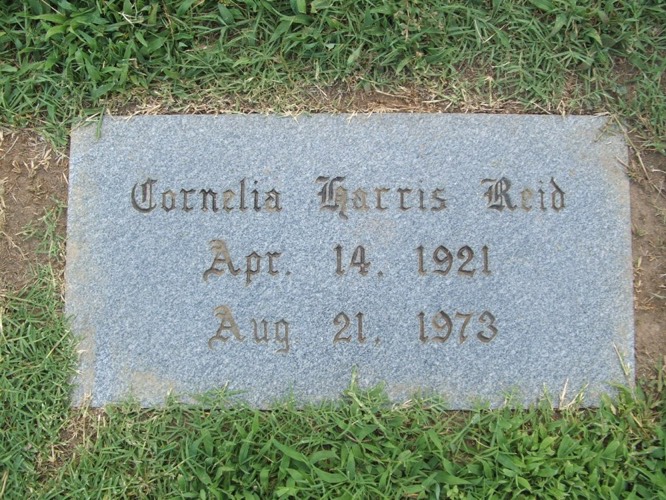 Cornelia Harris Reid
Apr. 14, 1921
Aug 21, 1973